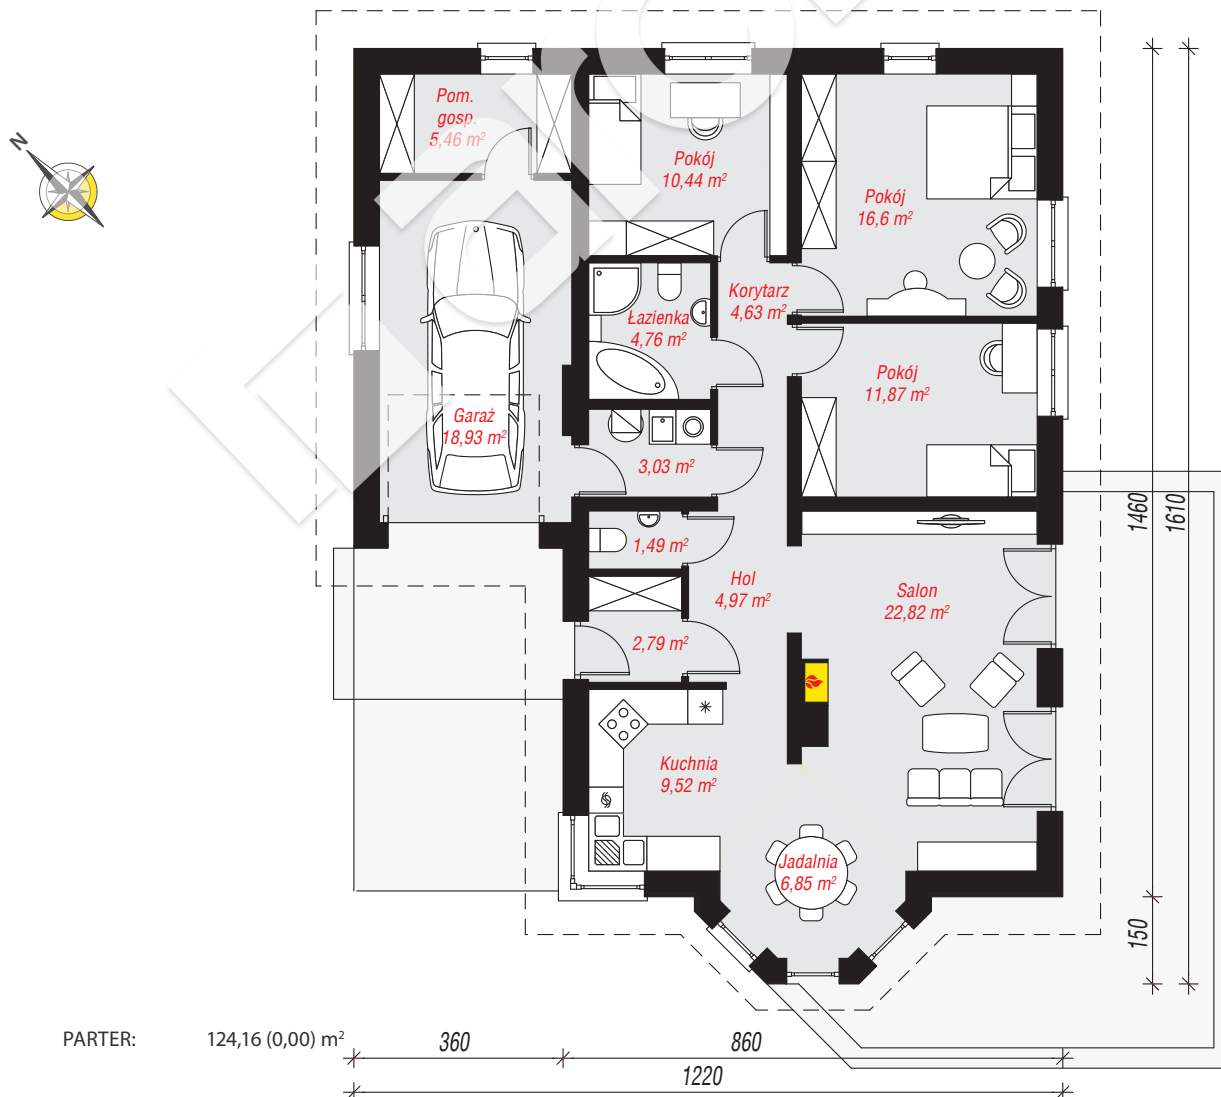 N
Pom.
gosp.
5,46 m²
Pokój
10,44 m²
Pokój
16,6 m²
Korytarz
4,63 m²
Łazienka
4,76 m²
Pokój
11,87 m²
Garaż
18,93 m²
3,03 m²
1,49 m²
Hol
4,97 m²
Salon
22,82 m²
2,79 m²
Kuchnia
9,52 m²
Jadalnia
6,85 m²
1460
1610
150
PARTER: 124,16 (0,00) m²
360
860
1220